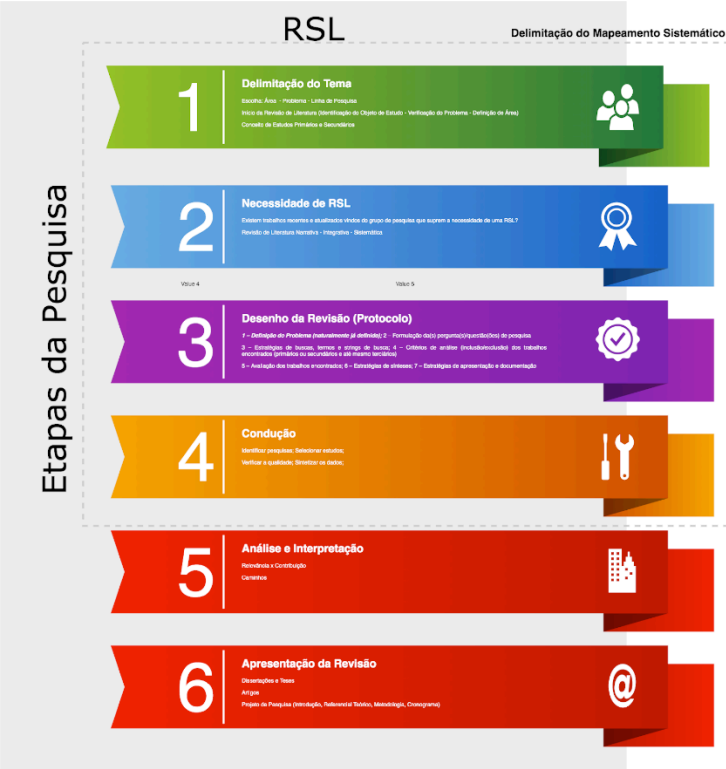 RSL
Delimitação do Mapeamento Sistemático
Etapas da Pesquisa
1
Delimitação do Tema
Escolha: Área - Problema - Linha de Pesquisa
Início da Revisão de Literatura (Identificação do Objeto de Estudo - Verificação do Problema - Definição de Área)
Conceito de Estudos Primários e Secundários
2
Necessidade de RSL
Existem trabalhos recentes e atualizados vindos do grupo de pesquisa que suprem a necessidade de uma RSL?
Revisão de Literatura Narrativa - Integrativa - Sistemática
Value 4
Value 5
3
Desenho da Revisão (Protocolo)
1 – Definição do Problema (naturalmente já definido); 2 – Formulação da(s) pergunta(s)/questão(ões) de pesquisa
3 – Estratégias de buscas, termos e strings de busca; 4 – Critérios de análise (inclusão/exclusão) dos trabalhos
encontrados (primários ou secundários e até mesmo terciários)
5 – Avaliação dos trabalhos encontrados; 6 – Estratégias de sínteses; 7 – Estratégias de apresentação e documentação
4
Condução
Identificar pesquisas; Selecionar estudos;
Verificar a qualidade; Sintetizar os dados;
5
Análise e Interpretação
Relevância x Contribuição
Caminhos
6
Apresentação da Revisão
Dissertações e Teses
Artigos
Projeto de Pesquisa (Introdução, Referencial Teórico, Metodologia, Cronograma)
@